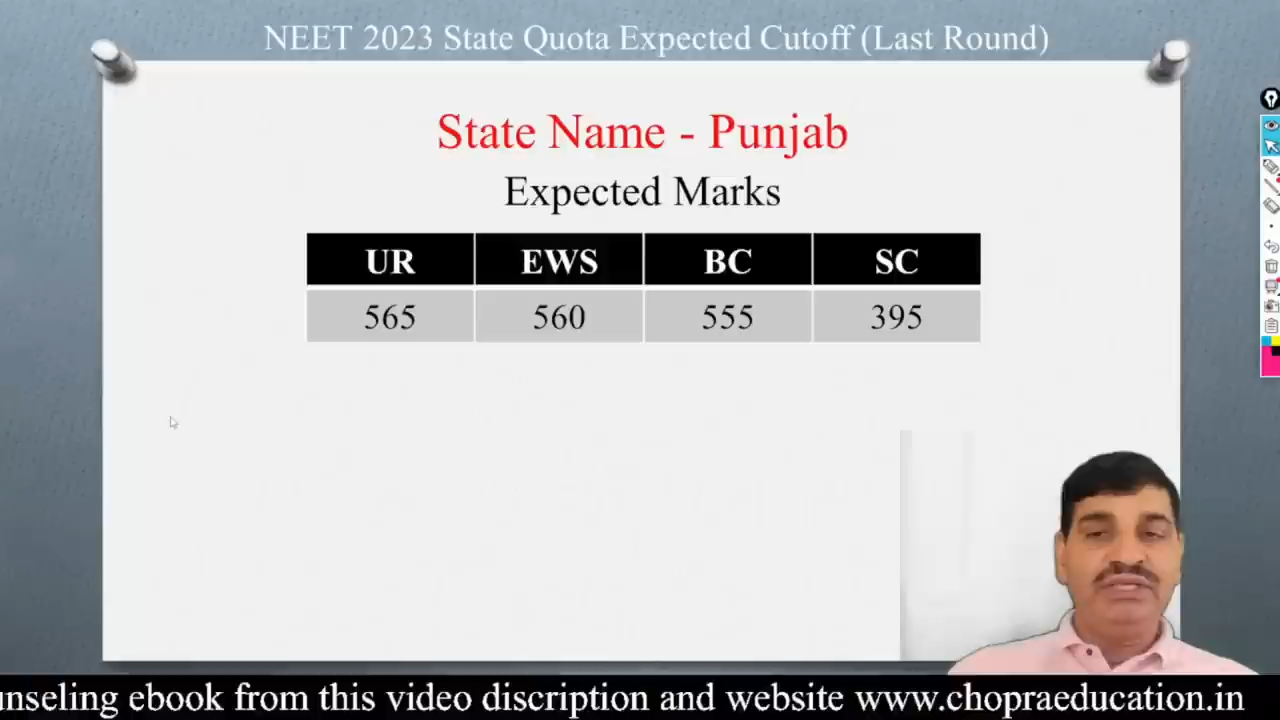 NEET 2023 State Quota Expected Cutoff (Last Round)
State Name - Punjab
Expected Marks
UR EWS BC SC
565 560 555 395
unseling ebook from this video discription and website www.chopraeducation.in